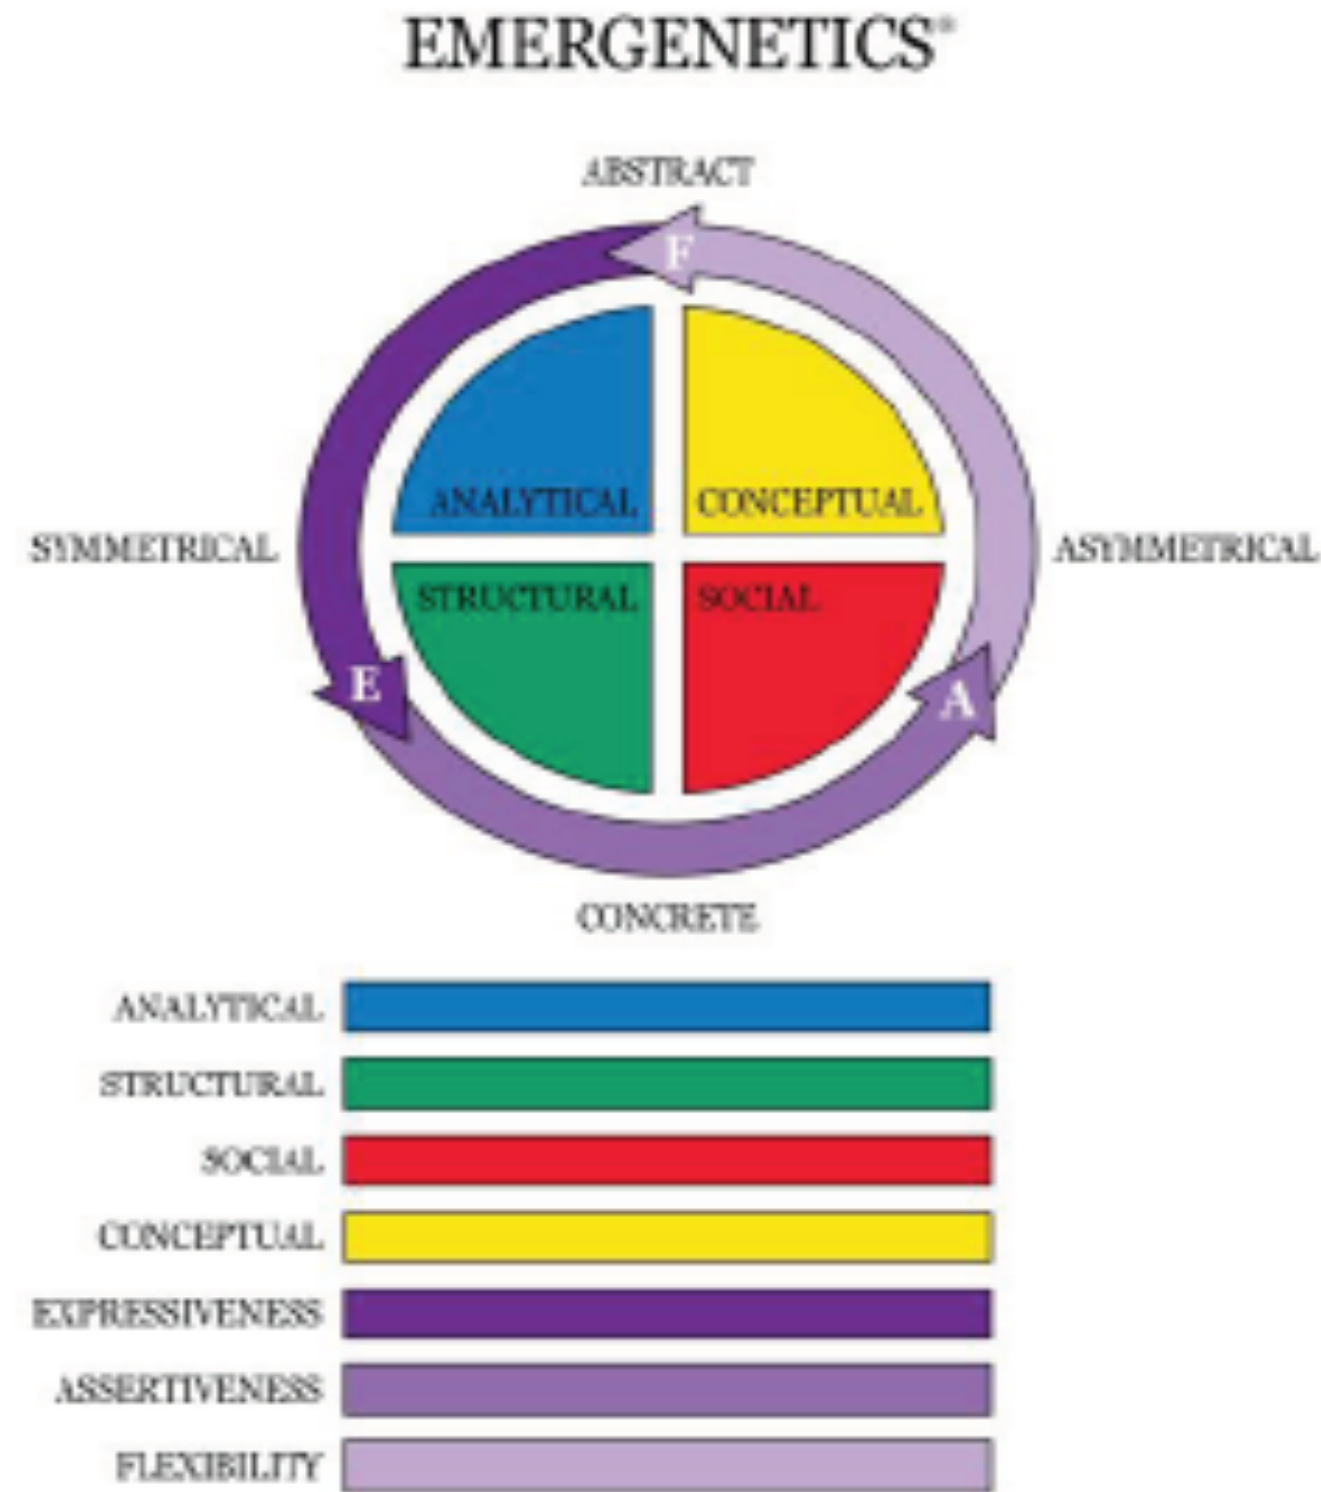 EMERGENETICS®
ABSTRACT
F
ANALYTICAL
CONCEPTUAL
SYMMETRICAL
ASYMMETRICAL
STRUCTURAL
SOCIAL
E
A
CONCRETE
ANALYTICAL
STRUCTURAL
SOCIAL
CONCEPTUAL
EXPRESSIVENESS
ASSERTIVENESS
FLEXIBILITY